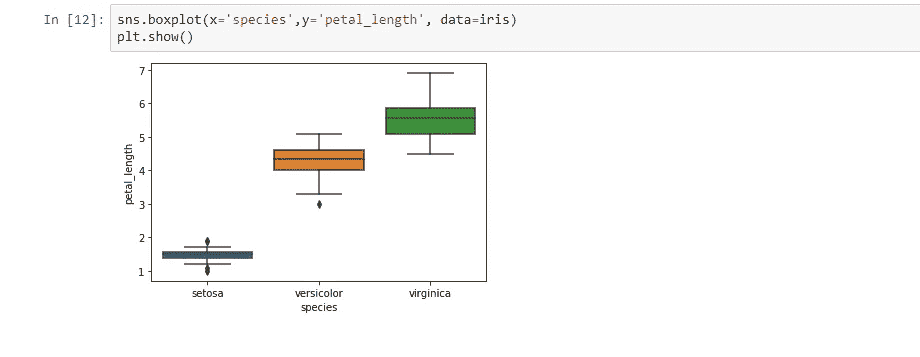 In [12]: sns.boxplot(x='species',y='petal_length', data=iris)
plt.show()
7
6
5
4
3
2
1
petal_length
setosa versicolor virginica
species